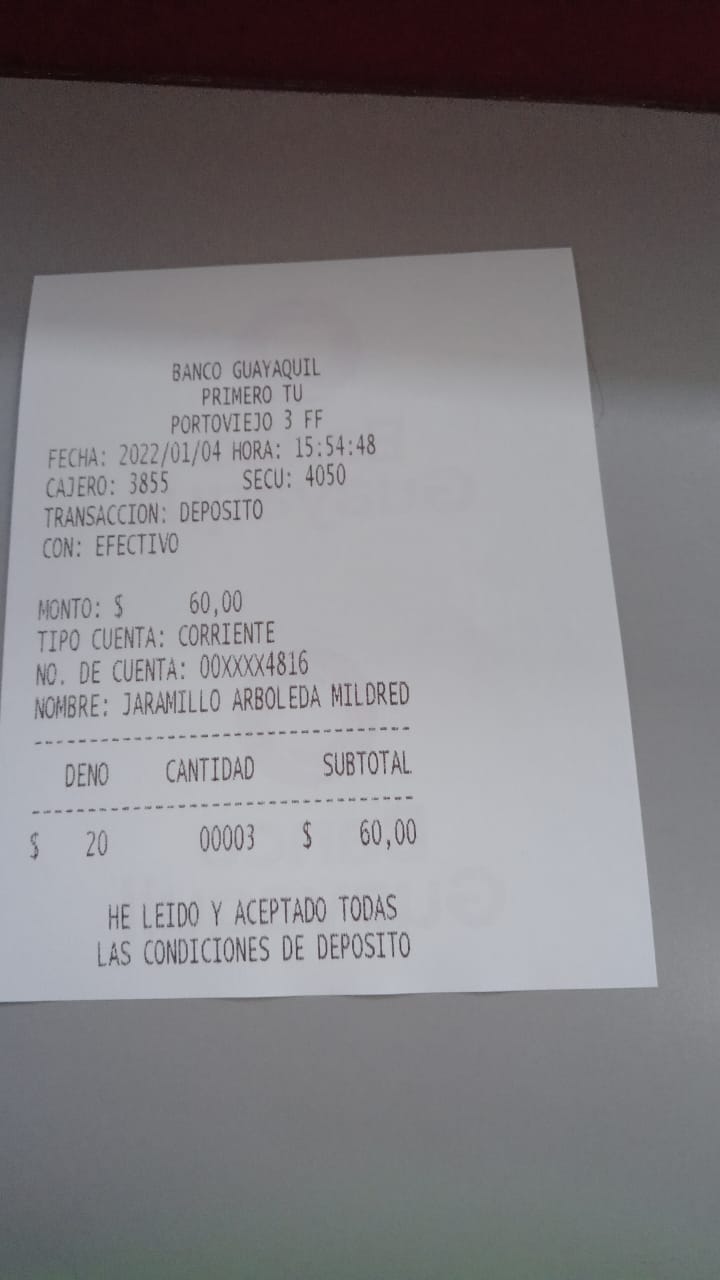 BANCO GUAYAQUIL
PRIMERO TU
PORTOVIEJO 3 FF
FECHA: 2022/01/04 HORA: 15:54:48
CAJERO: 3855 SECU: 4050
TRANSACCION: DEPOSITO
CON: EFECTIVO
MONTO: $ 60,00
TIPO CUENTA: CORRIENTE
NO. DE CUENTA: 00XXXX4816
NOMBRE: JARAMILLO ARBOLEDA MILDRED
--------------------------------
DENO CANTIDAD SUBTOTAL
--------------------------------
$ 20 00003 $ 60,00
HE LEIDO Y ACEPTADO TODAS
LAS CONDICIONES DE DEPOSITO